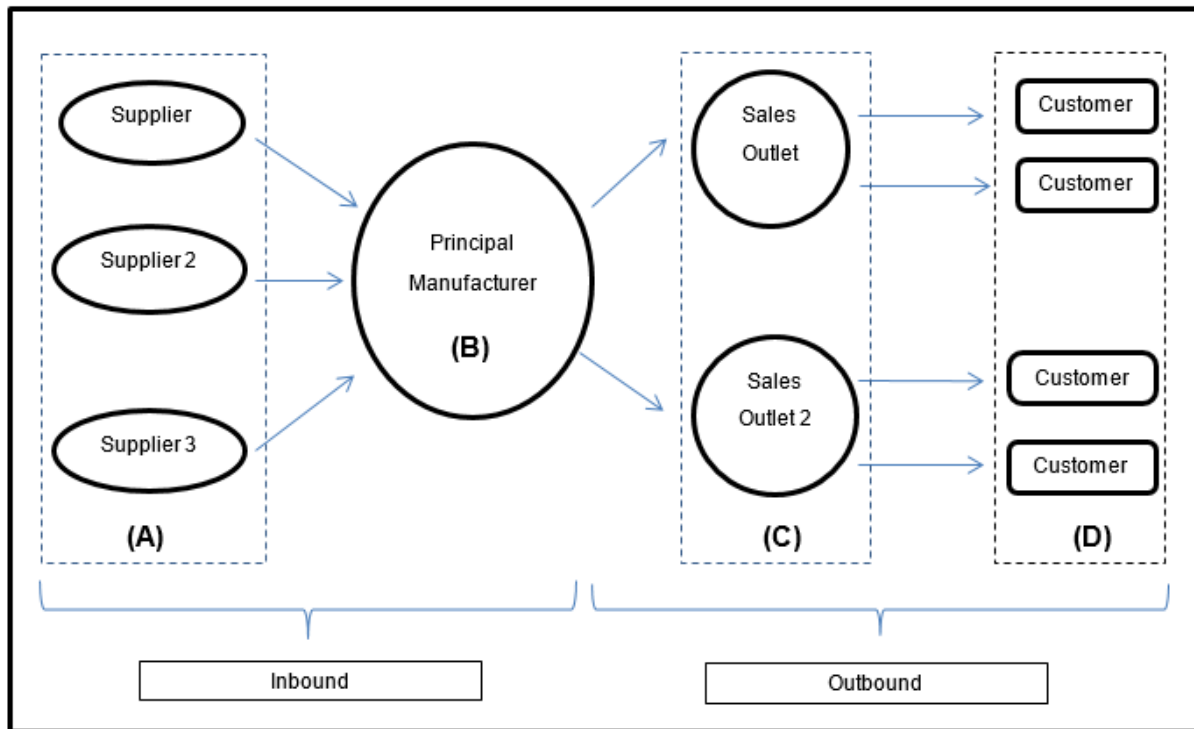 Supplier
Supplier 2
Supplier 3
(A)
Principal
Manufacturer
(B)
Sales
Outlet
Sales
Outlet 2
(C)
Customer
Customer
Customer
Customer
(D)
Inbound
Outbound